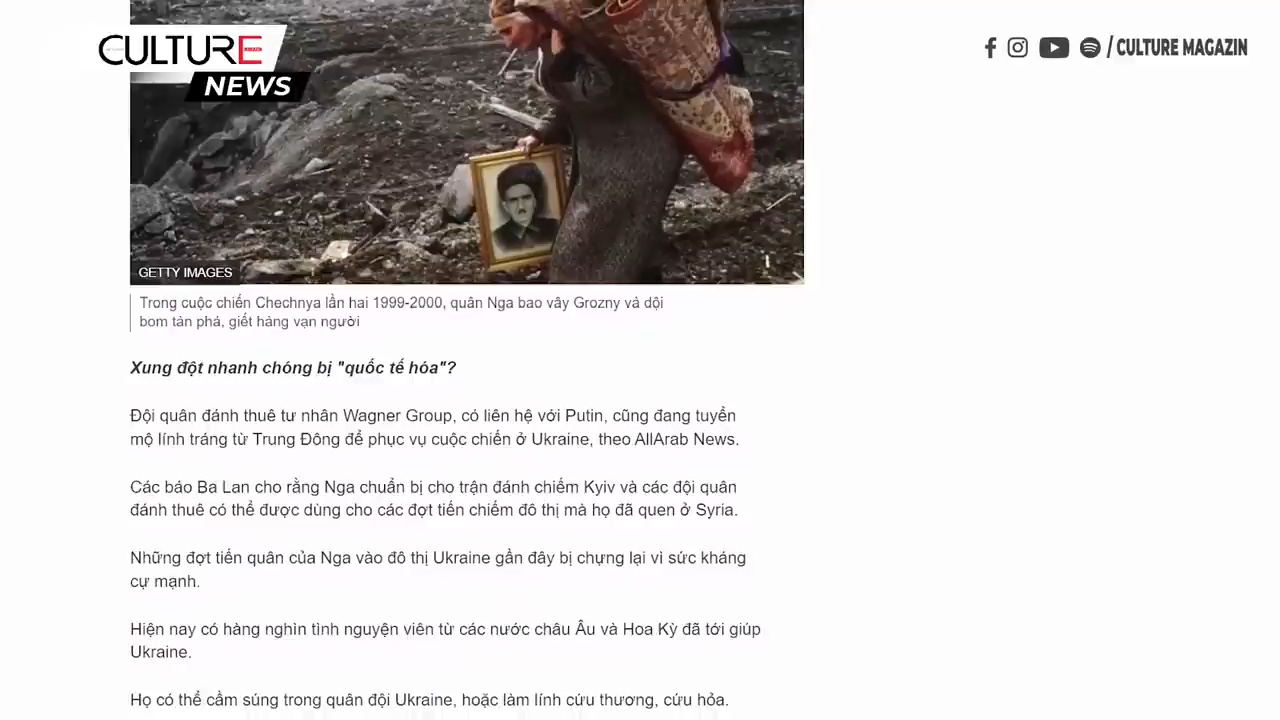 CULTURE
NEWS
/ CULTURE MAGAZIN
GETTY IMAGES
Trong cuộc chiến Chechnya lần hai 1999-2000, quân Nga bao vây Grozny và dội
bom tàn phá, giết hàng vạn người
Xung đột nhanh chóng bị "quốc tế hóa"?
Đội quân đánh thuê tư nhân Wagner Group, có liên hệ với Putin, cũng đang tuyển
mộ lính tráng từ Trung Đông để phục vụ cuộc chiến ở Ukraine, theo AllArab News.
Các báo Ba Lan cho rằng Nga chuẩn bị cho trận đánh chiếm Kyiv và các đội quân
đánh thuê có thể được dùng cho các đợt tiến chiếm đô thị mà họ đã quen ở Syria.
Những đợt tiến quân của Nga vào đô thị Ukraine gần đây bị chựng lại vì sức kháng
cự mạnh.
Hiện nay có hàng nghìn tình nguyện viên từ các nước châu Âu và Hoa Kỳ đã tới giúp
Ukraine.
Họ có thể cầm súng trong quân đội Ukraine, hoặc làm lính cứu thương, cứu hỏa.